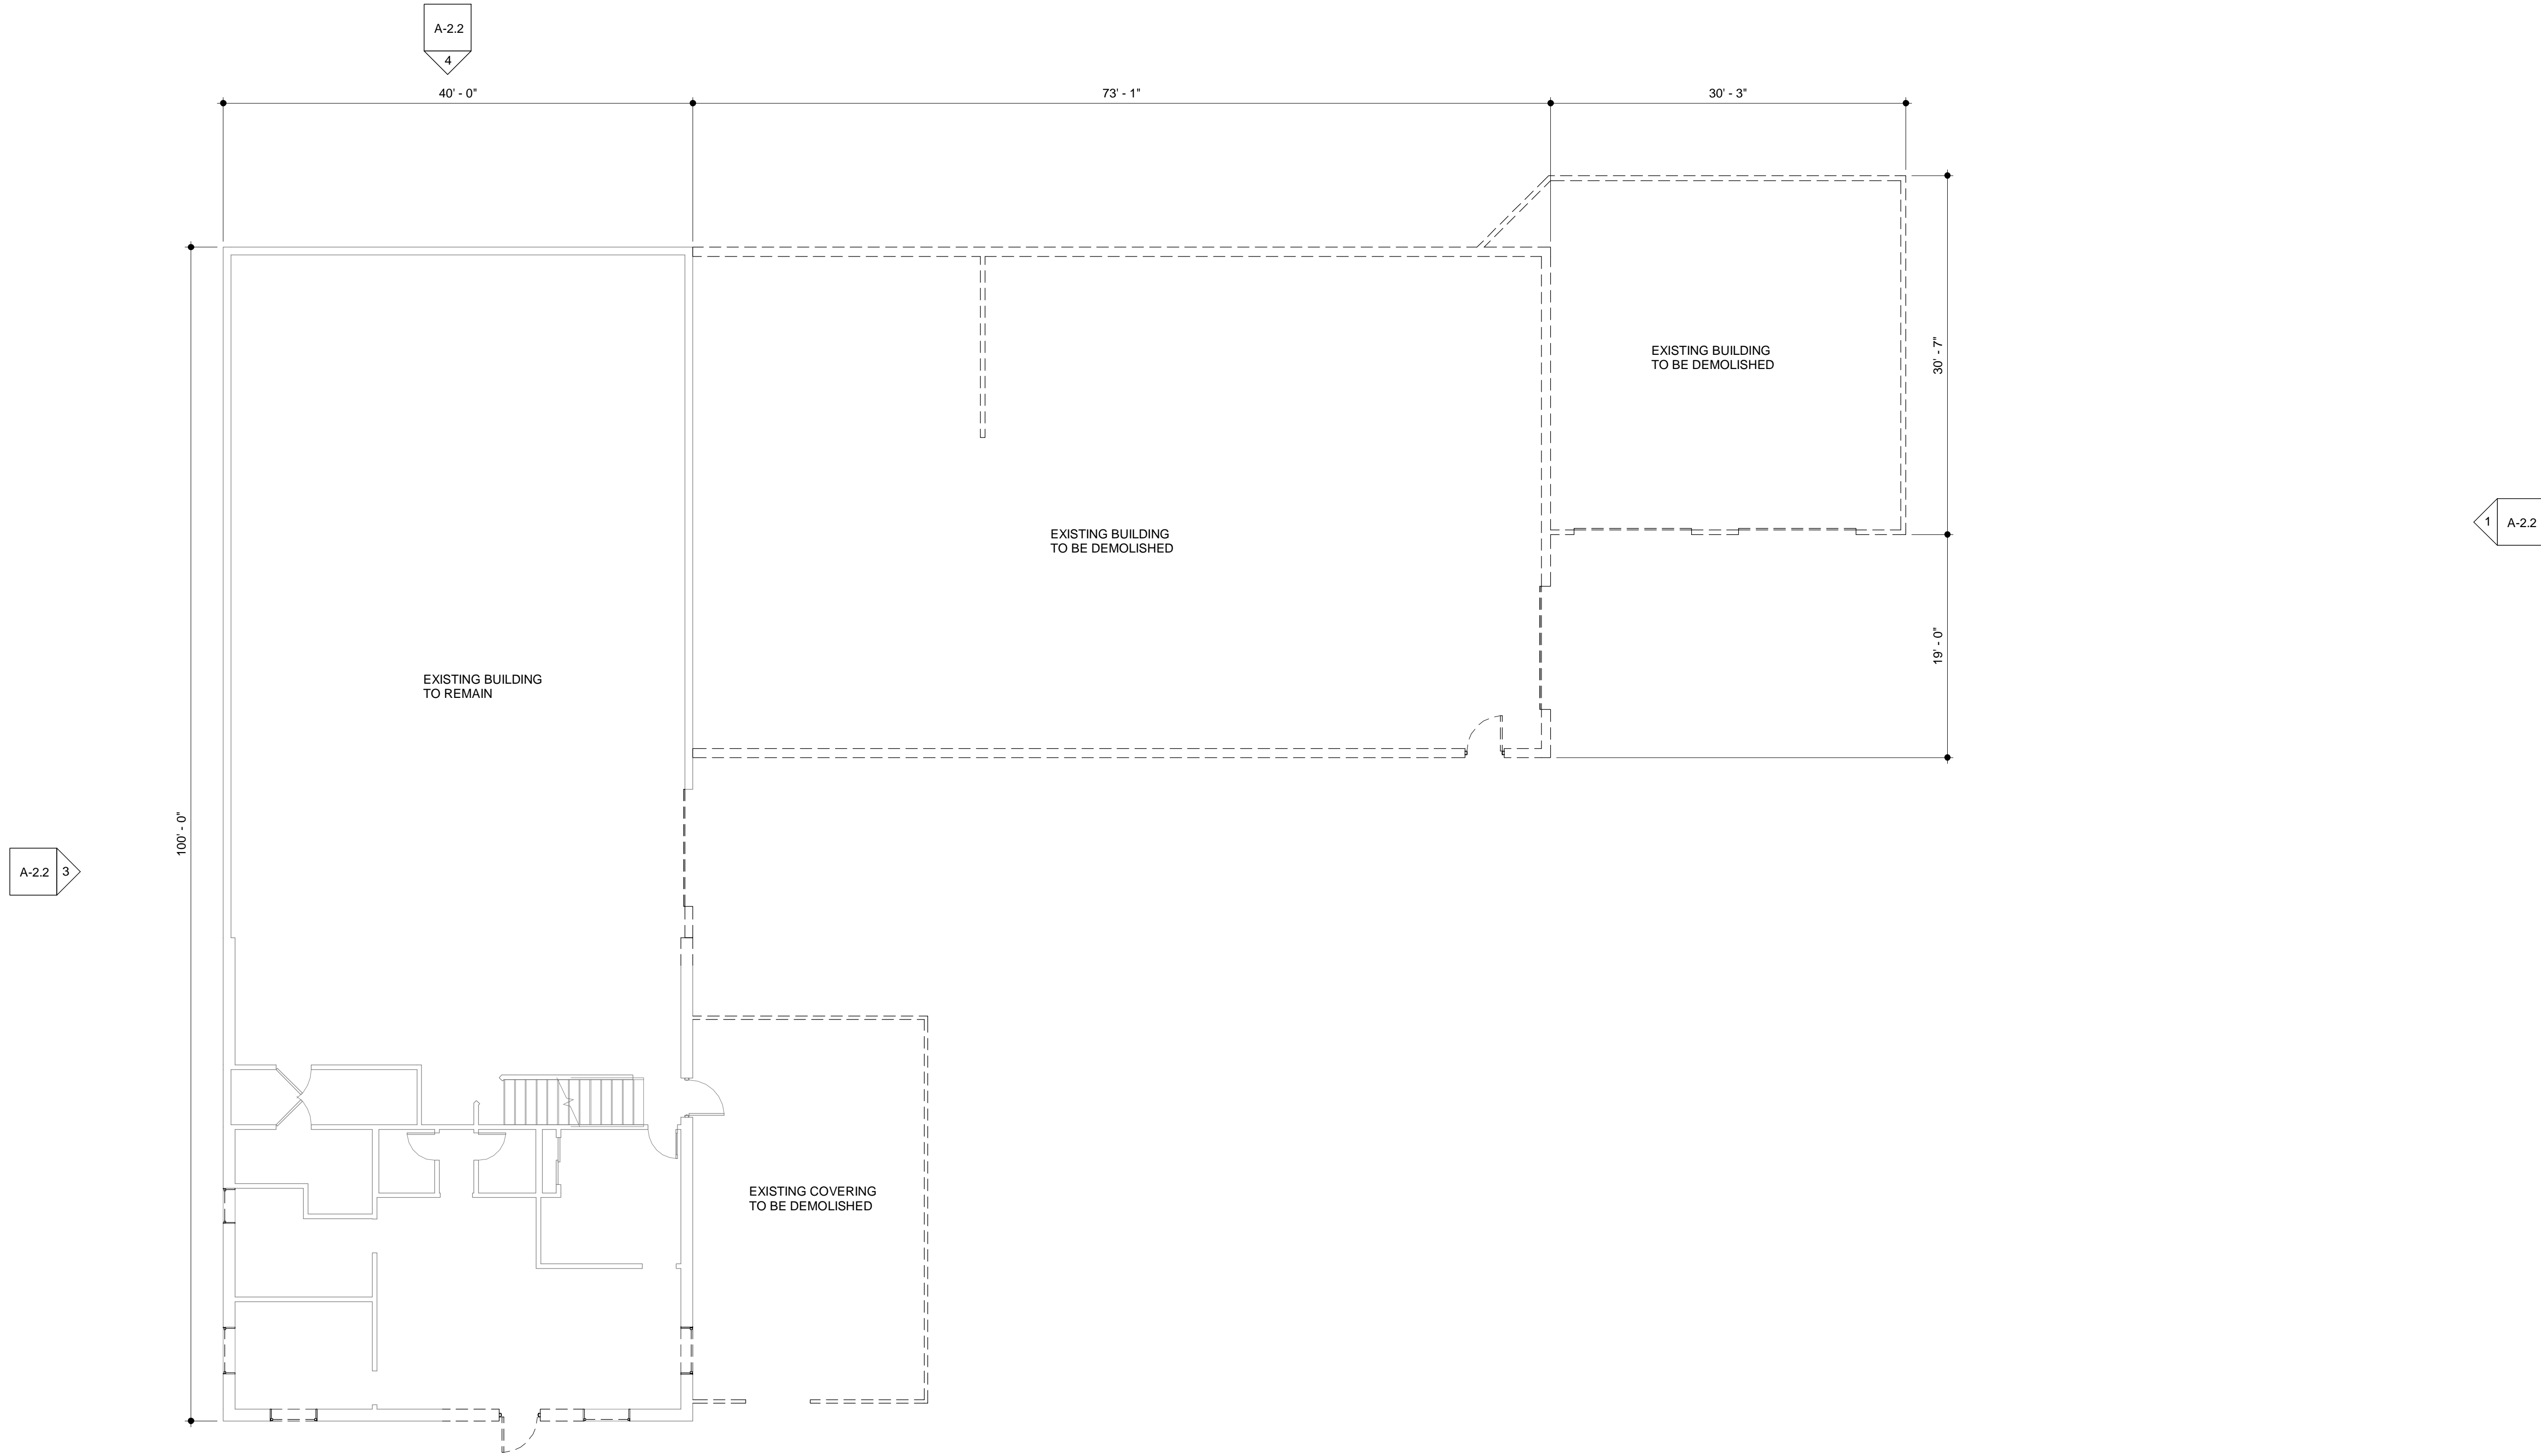 A-2.2
4
40' - 0"
73' - 1"
30' - 3"
EXISTING BUILDING
TO BE DEMOLISHED
30' - 7"
1
A-2.2
EXISTING BUILDING
TO BE DEMOLISHED
19' - 0"
EXISTING BUILDING
TO REMAIN
100' - 0"
A-2.2
3
EXISTING COVERING
TO BE DEMOLISHED